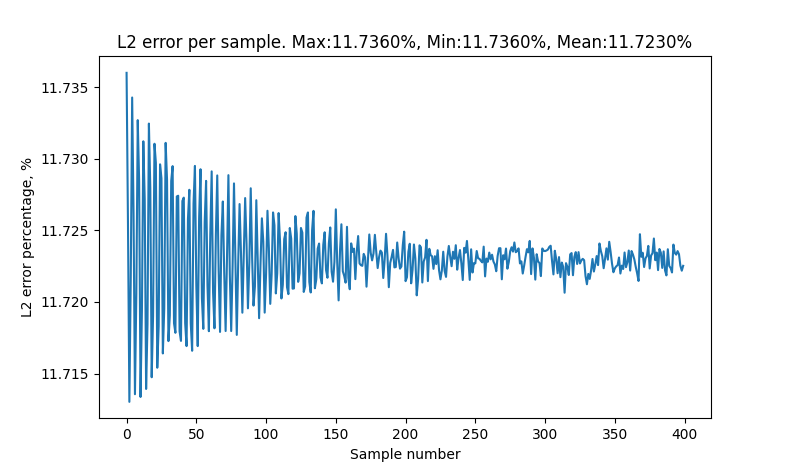 L2 error per sample. Max:11.7360%, Min:11.7360%, Mean:11.7230%
11.735
11.730
11.725
11.720
11.715
L2 error percentage, %
0 50 100 150 200 250 300 350 400
Sample number